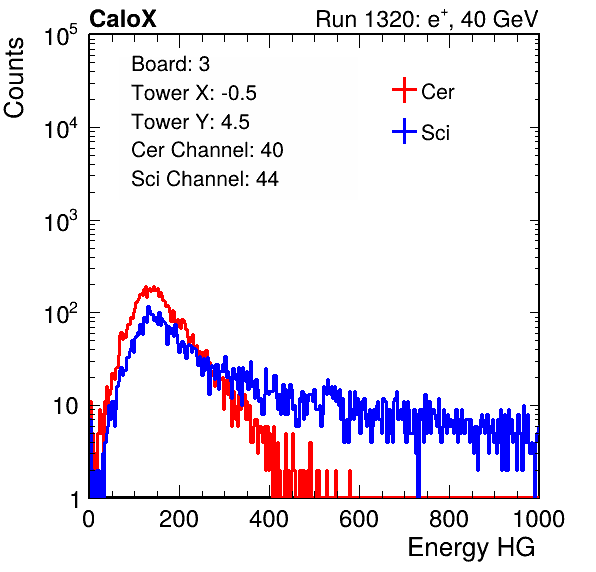 CaloX Run 1320: e⁺, 40 GeV
Counts
10⁵
10⁴
10³
10²
10
1
Board: 3
Tower X: -0.5
Tower Y: 4.5
Cer Channel: 40
Sci Channel: 44
Cer
Sci
0 200 400 600 800 1000
Energy HG